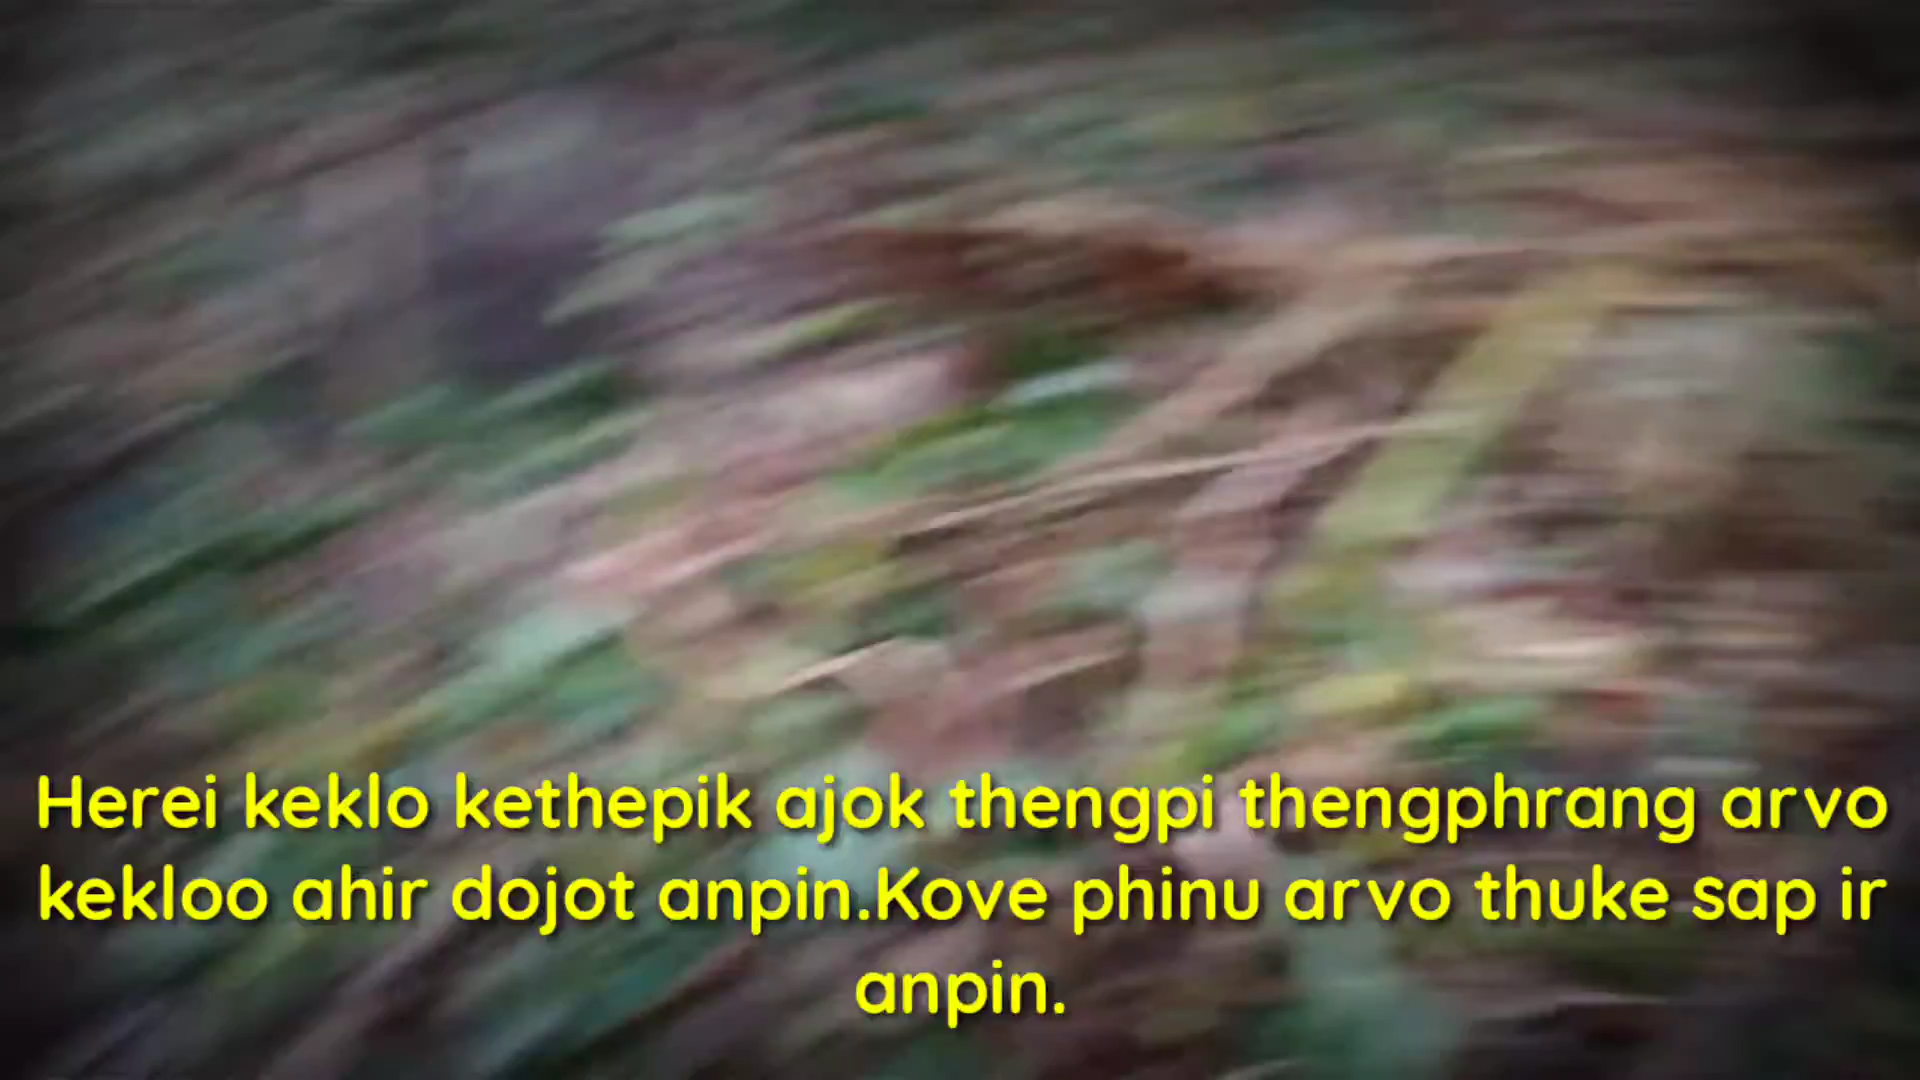 Herei keklo kethepik ajok thengpi thengphrang arvo
kekloo ahir dojot anpin.Kove phinu arvo thuke sap ir
anpin.